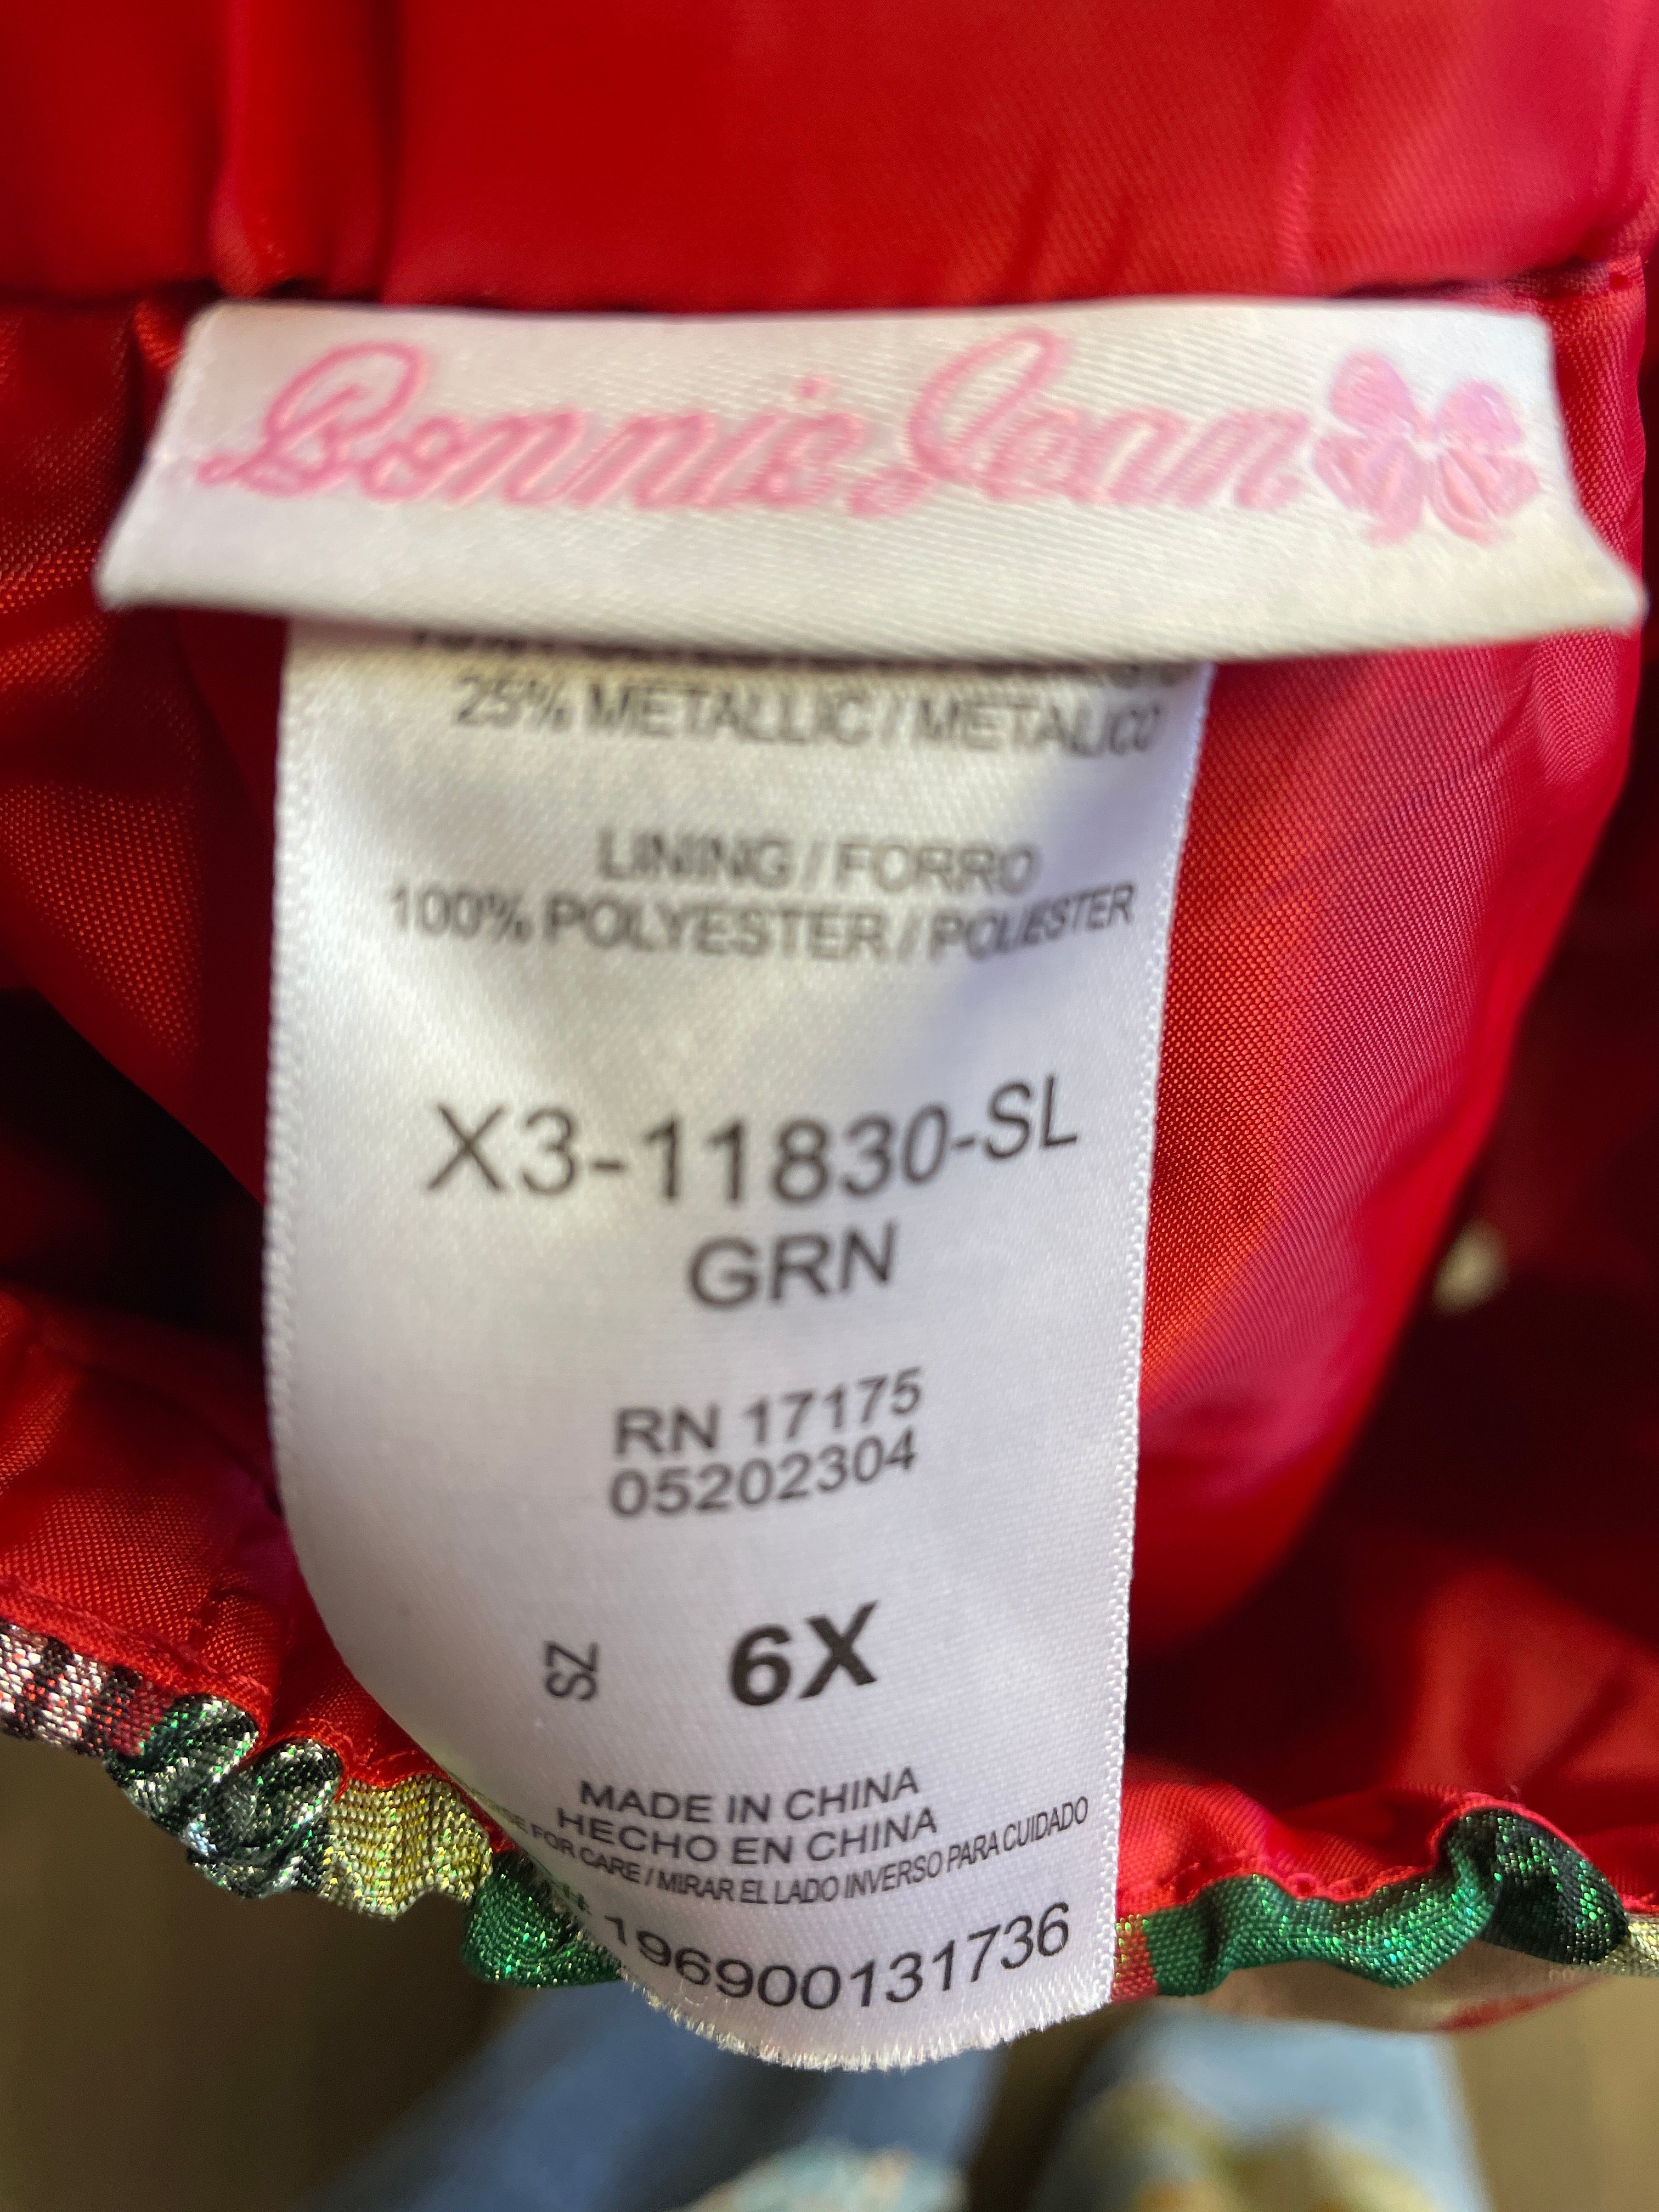 Bonnie Jean
25% METALLIC / METALICO
LINING / FORRO
100% POLYESTER / POLIESTER
X3-11830-SL
GRN
RN 17175
05202304
SZ 6X
MADE IN CHINA
HECHO EN CHINA
FOR CARE / MIRAR EL LADO INVERSO PARA CUIDADO
196900131736